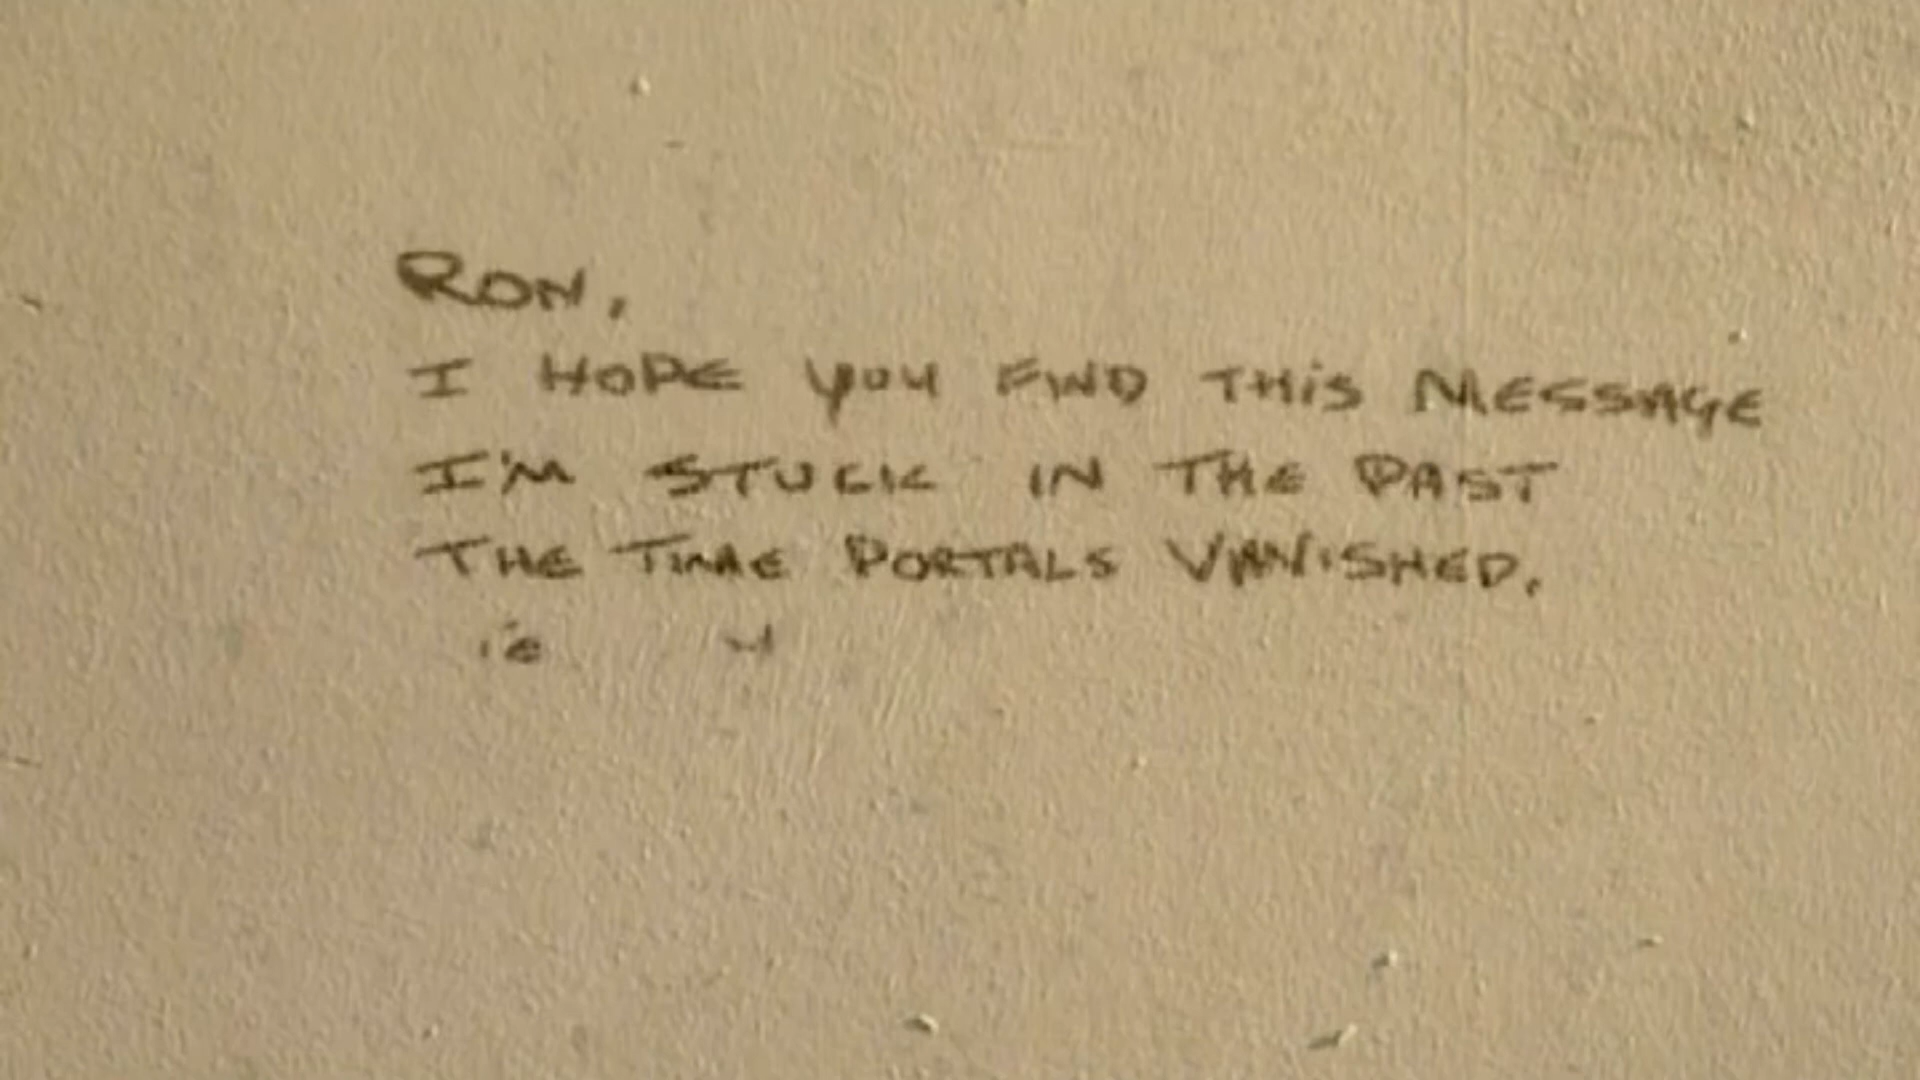 RON,
I HOPE YOU FIND THIS MESSAGE
I'M STUCK IN THE PAST
THE TIME PORTALS VANISHED.